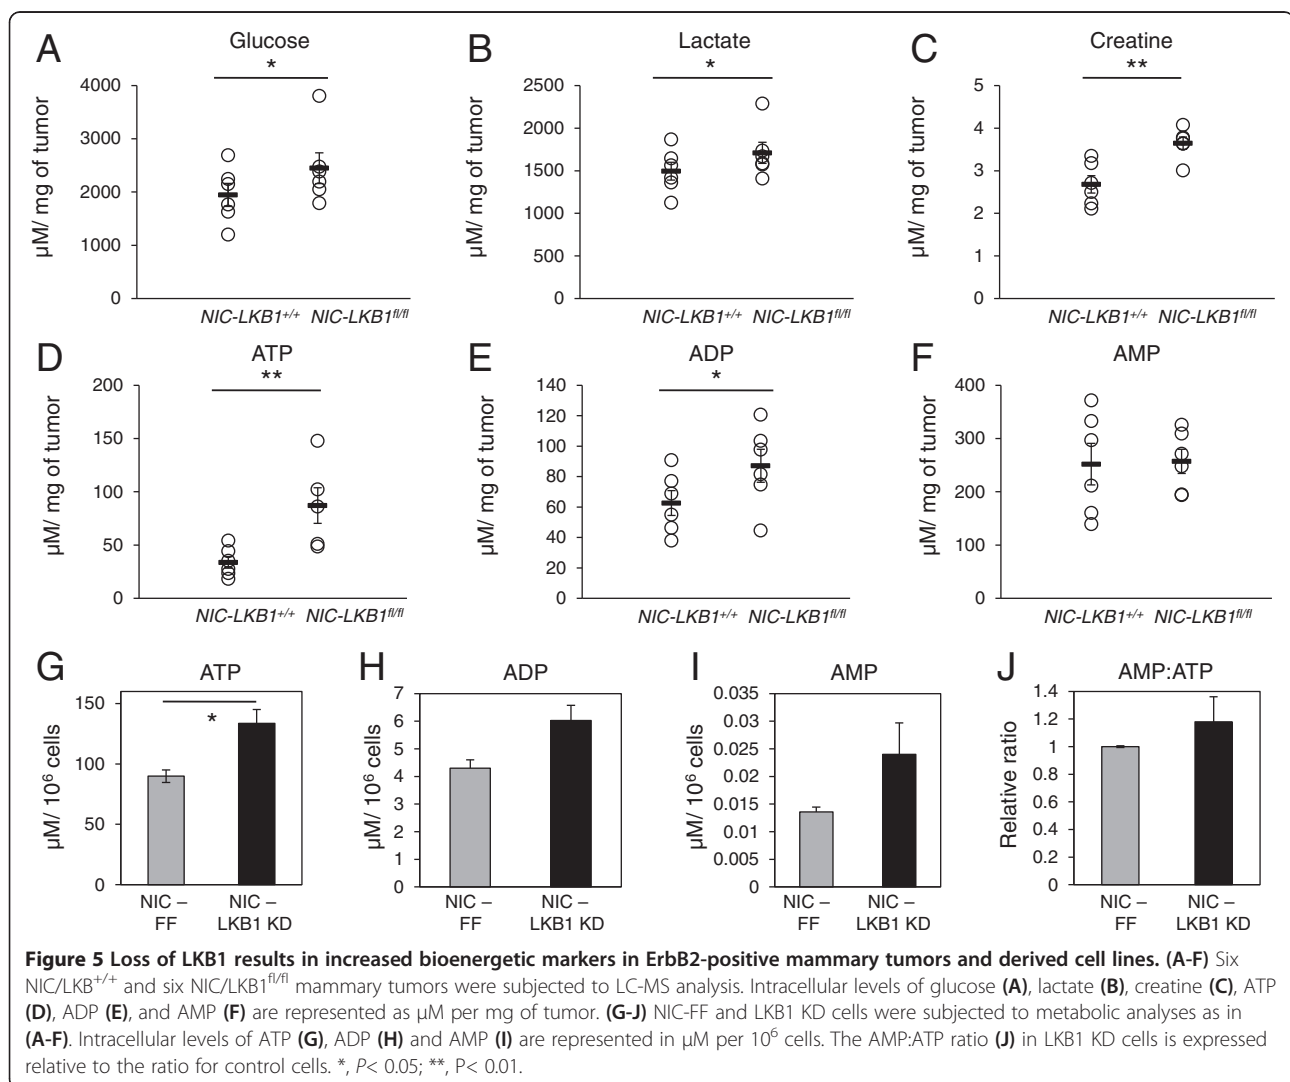 A Glucose
*
µM/ mg of tumor
4000
3000
2000
1000
0
NIC-LKB1+/+ NIC-LKB1fl/fl
B Lactate
*
µM/ mg of tumor
2500
2000
1500
1000
500
0
NIC-LKB1+/+ NIC-LKB1fl/fl
C Creatine
**
µM/ mg of tumor
5
4
3
2
1
0
NIC-LKB1+/+ NIC-LKB1fl/fl
D ATP
**
µM/ mg of tumor
200
150
100
50
0
NIC-LKB1+/+ NIC-LKB1fl/fl
E ADP
*
µM/ mg of tumor
140
120
100
80
60
40
20
0
NIC-LKB1+/+ NIC-LKB1fl/fl
F AMP
µM/ mg of tumor
400
300
200
100
0
NIC-LKB1+/+ NIC-LKB1fl/fl
G ATP
*
µM/ 10⁶ cells
150
100
50
0
NIC – NIC –
FF LKB1 KD
H ADP
µM/ 10⁶ cells
7
6
5
4
3
2
1
0
NIC – NIC –
FF LKB1 KD
I AMP
µM/ 10⁶ cells
0.035
0.03
0.025
0.02
0.015
0.01
0.005
0
NIC – NIC –
FF LKB1 KD
J AMP:ATP
Relative ratio
1.4
1.2
1
0.8
0.6
0.4
0.2
0
NIC – NIC –
FF LKB1 KD
Figure 5 Loss of LKB1 results in increased bioenergetic markers in ErbB2-positive mammary tumors and derived cell lines. (A-F) Six
NIC/LKB+/+ and six NIC/LKB1fl/fl mammary tumors were subjected to LC-MS analysis. Intracellular levels of glucose (A), lactate (B), creatine (C), ATP
(D), ADP (E), and AMP (F) are represented as µM per mg of tumor. (G-J) NIC-FF and LKB1 KD cells were subjected to metabolic analyses as in
(A-F). Intracellular levels of ATP (G), ADP (H) and AMP (I) are represented in µM per 10⁶ cells. The AMP:ATP ratio (J) in LKB1 KD cells is expressed
relative to the ratio for control cells. *, P< 0.05; **, P< 0.01.